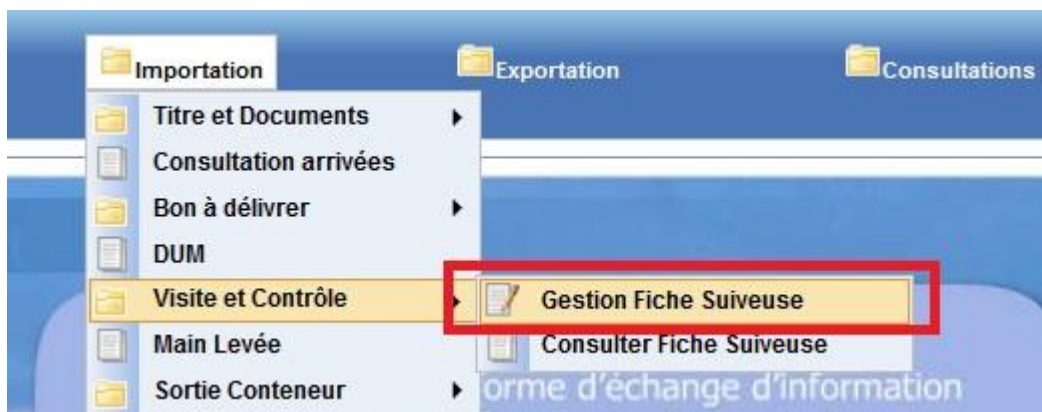 Importation Exportation Consultations
Titre et Documents
Consultation arrivées
Bon à délivrer
DUM
Visite et Contrôle Gestion Fiche Suiveuse
Main Levée Consulter Fiche Suiveuse
Sortie Conteneur orme d'échange d'information